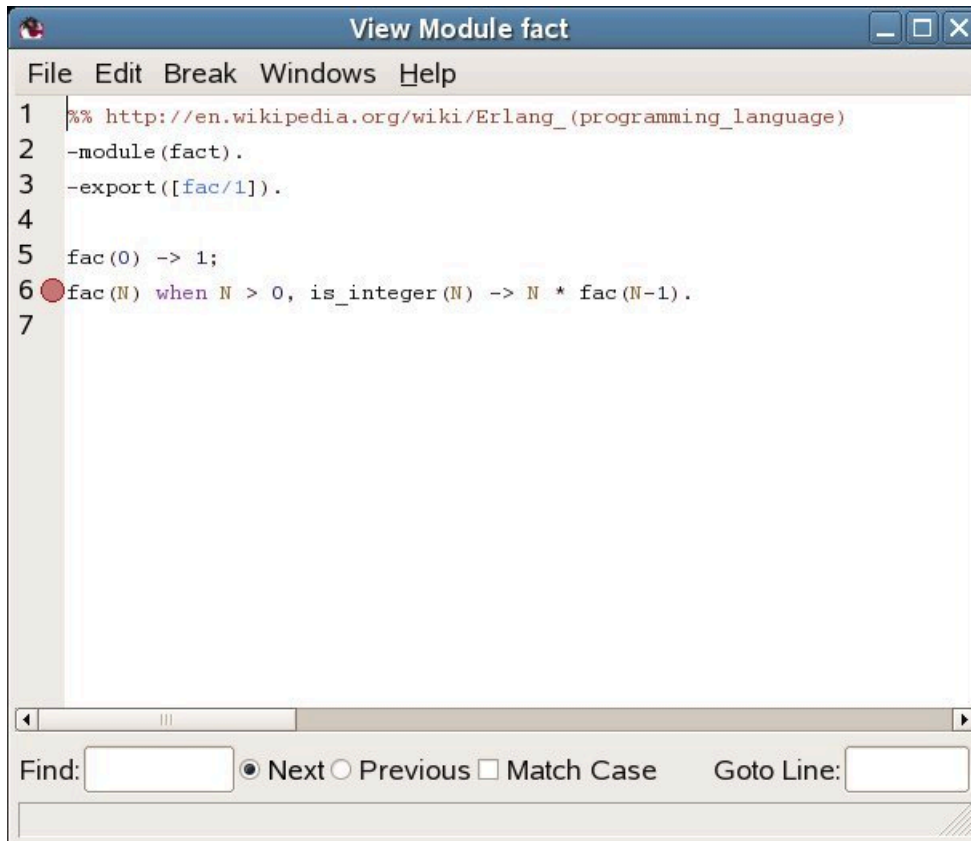 View Module fact
File Edit Break Windows Help
1 %% http://en.wikipedia.org/wiki/Erlang_(programming_language)
2 -module(fact).
3 -export([fac/1]).
4
5 fac(0) -> 1;
6 fac(N) when N > 0, is_integer(N) -> N * fac(N-1).
7
Find: Next Previous Match Case Goto Line: